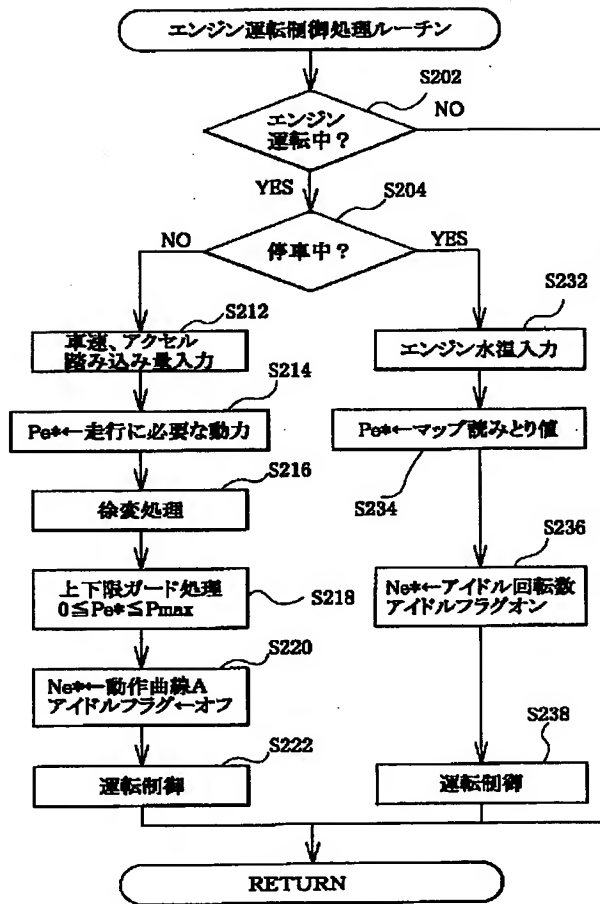 エンジン運転制御処理ルーチン
S202
エンジン
運転中?
NO
YES
S204
停車中?
NO
YES
S212
車速、アクセル
踏み込み量入力
S214
Pe*←走行に必要な動力
S216
徐変処理
上下限ガード処理
0≦Pe*≦Pmax
S218
S220
Ne*←動作曲線A
アイドルフラグ←オフ
S222
運転制御
S232
エンジン水温入力
Pe*←マップ読みとり値
S234
S236
Ne*←アイドル回転数
アイドルフラグオン
S238
運転制御
RETURN